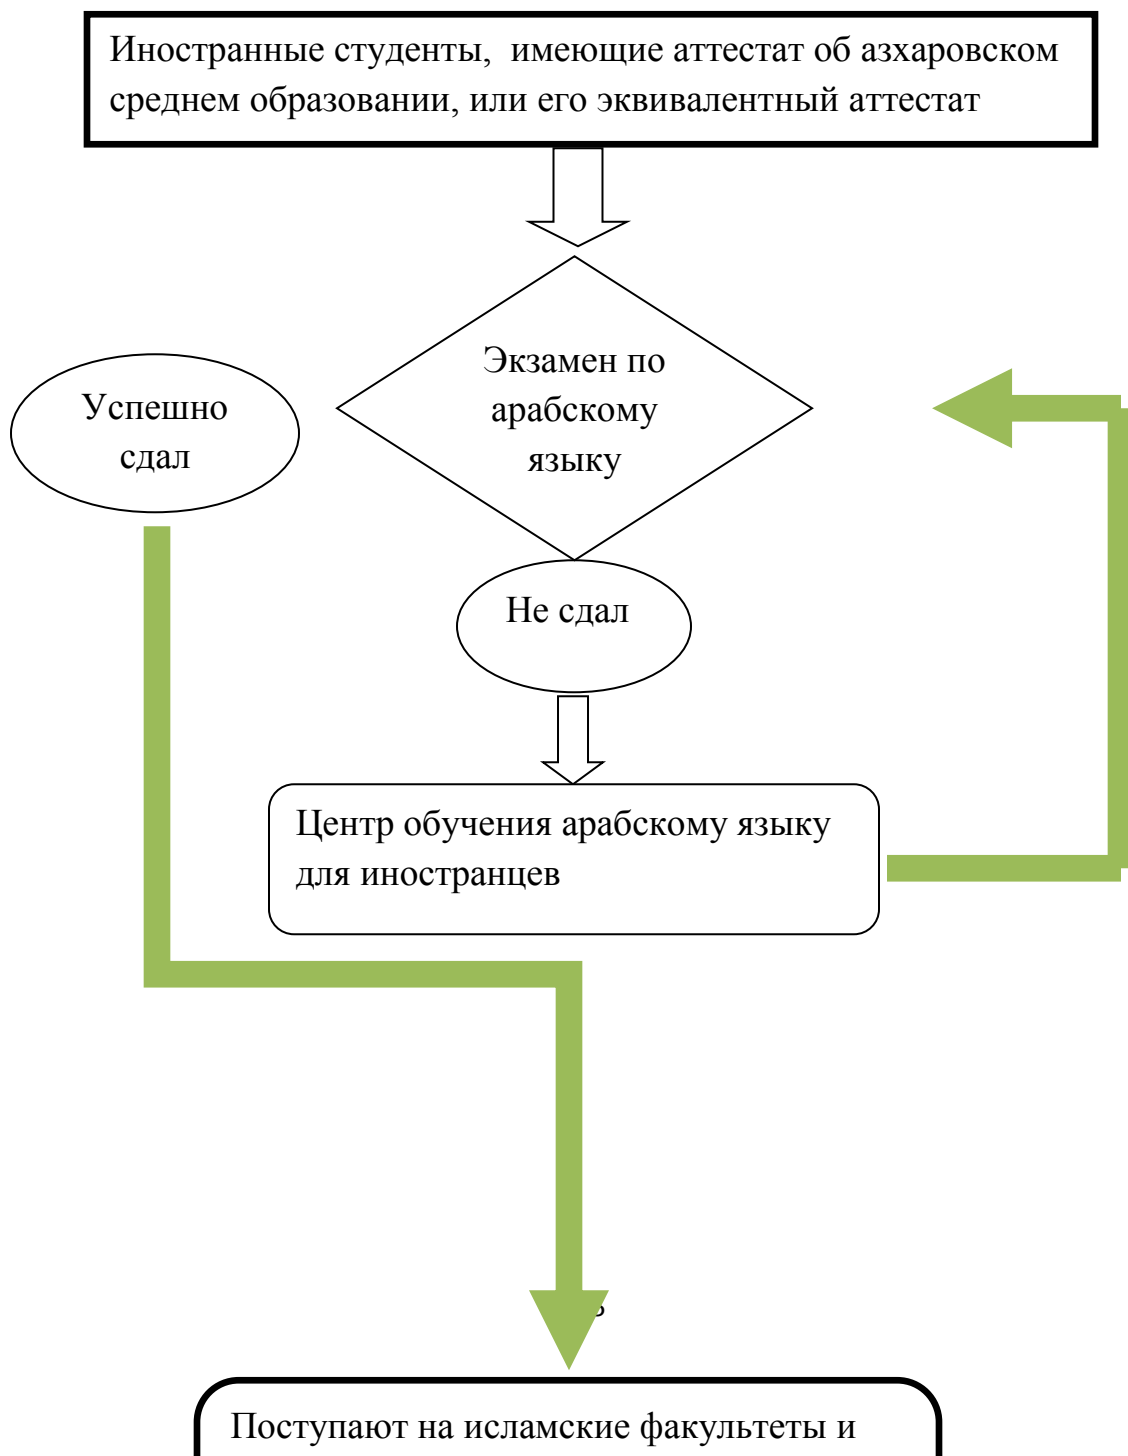 Иностранные студенты, имеющие аттестат об азхаровском
среднем образовании, или его эквивалентный аттестат
Экзамен по
арабскому
языку
Успешно
сдал
Не сдал
Центр обучения арабскому языку
для иностранцев
Поступают на исламские факультеты и